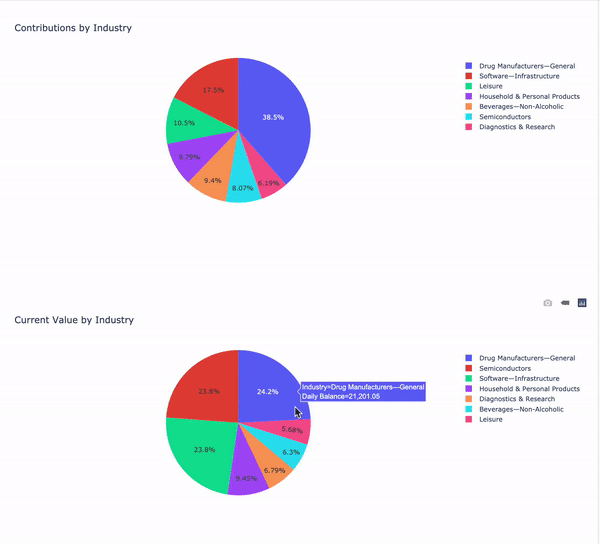 Contributions by Industry
17.5%
38.5%
10.5%
9.79%
9.4%
8.07%
6.19%
Drug Manufacturers—General
Software—Infrastructure
Leisure
Household & Personal Products
Beverages—Non-Alcoholic
Semiconductors
Diagnostics & Research
Current Value by Industry
23.8%
24.2%
23.8%
9.45%
6.79%
6.3%
5.68%
Industry=Drug Manufacturers—General
Daily Balance=21,201.05
Drug Manufacturers—General
Semiconductors
Software—Infrastructure
Household & Personal Products
Diagnostics & Research
Beverages—Non-Alcoholic
Leisure